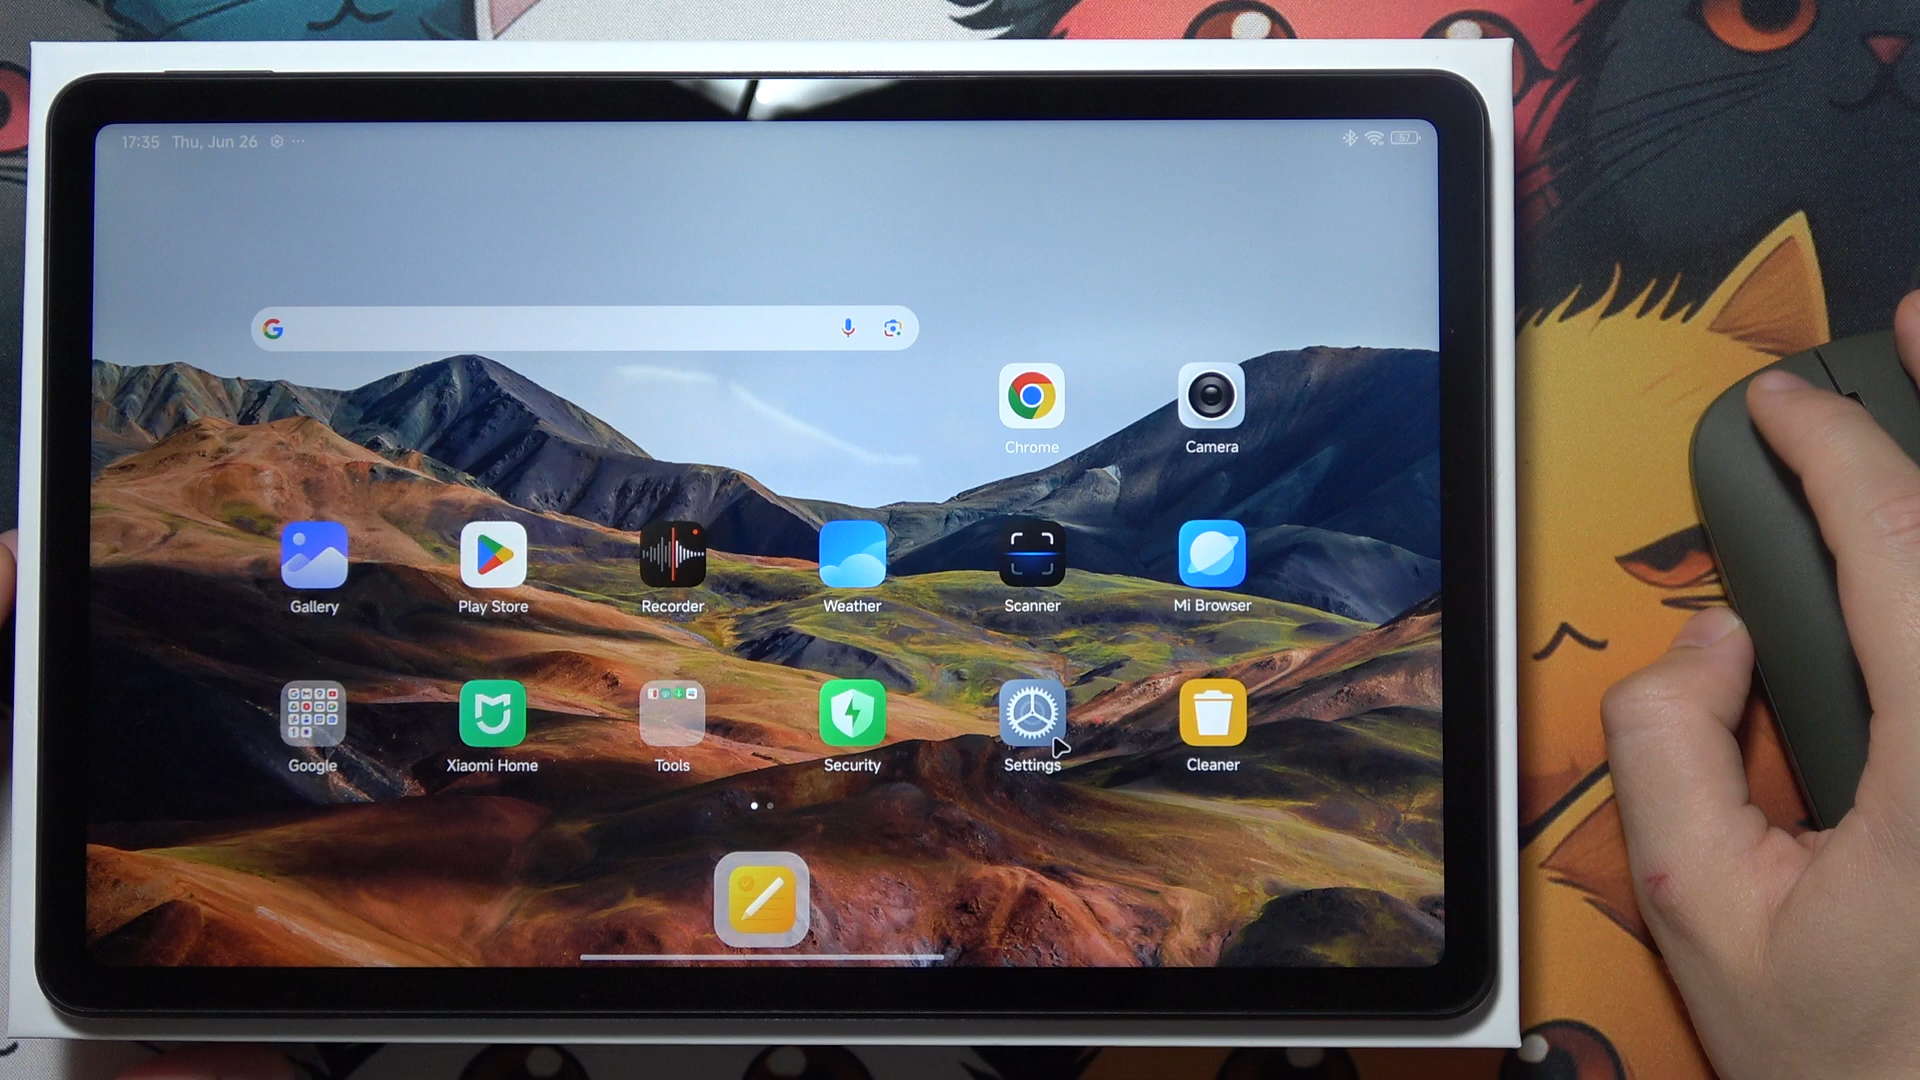 17:35 Thu, Jun 26
57
Chrome Camera
Gallery Play Store Recorder Weather Scanner Mi Browser
Google Xiaomi Home Tools Security Settings Cleaner